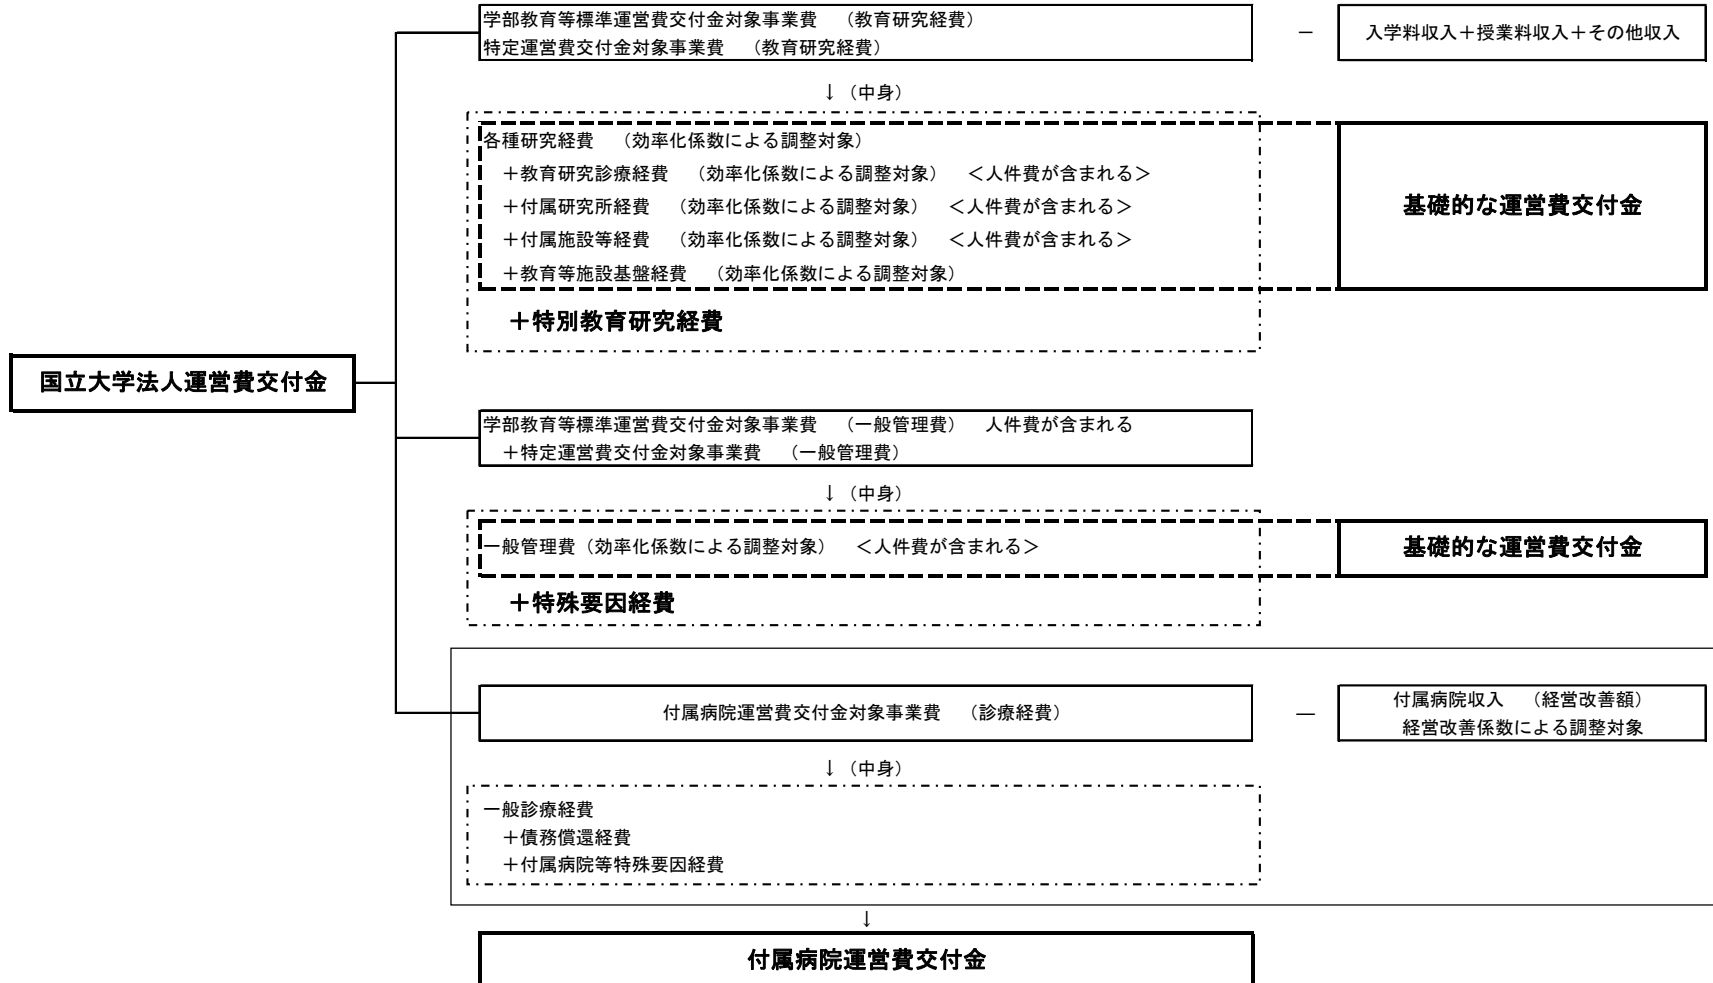 学部教育等標準運営費交付金対象事業費　（教育研究経費）
特定運営費交付金対象事業費　（教育研究経費）
－
入学料収入＋授業料収入＋その他収入
↓（中身）
各種研究経費　（効率化係数による調整対象）
＋教育研究診療経費　（効率化係数による調整対象）　＜人件費が含まれる＞
＋付属研究所経費　（効率化係数による調整対象）　＜人件費が含まれる＞
＋付属施設等経費　（効率化係数による調整対象）　＜人件費が含まれる＞
＋教育等施設基盤経費　（効率化係数による調整対象）
基礎的な運営費交付金
＋特別教育研究経費
国立大学法人運営費交付金
学部教育等標準運営費交付金対象事業費　（一般管理費）　人件費が含まれる
＋特定運営費交付金対象事業費　（一般管理費）
↓（中身）
一般管理費（効率化係数による調整対象）　＜人件費が含まれる＞
基礎的な運営費交付金
＋特殊要因経費
付属病院運営費交付金対象事業費　（診療経費）
－
付属病院収入　（経営改善額）
経営改善係数による調整対象
↓（中身）
一般診療経費
＋債務償還経費
＋付属病院等特殊要因経費
↓
付属病院運営費交付金